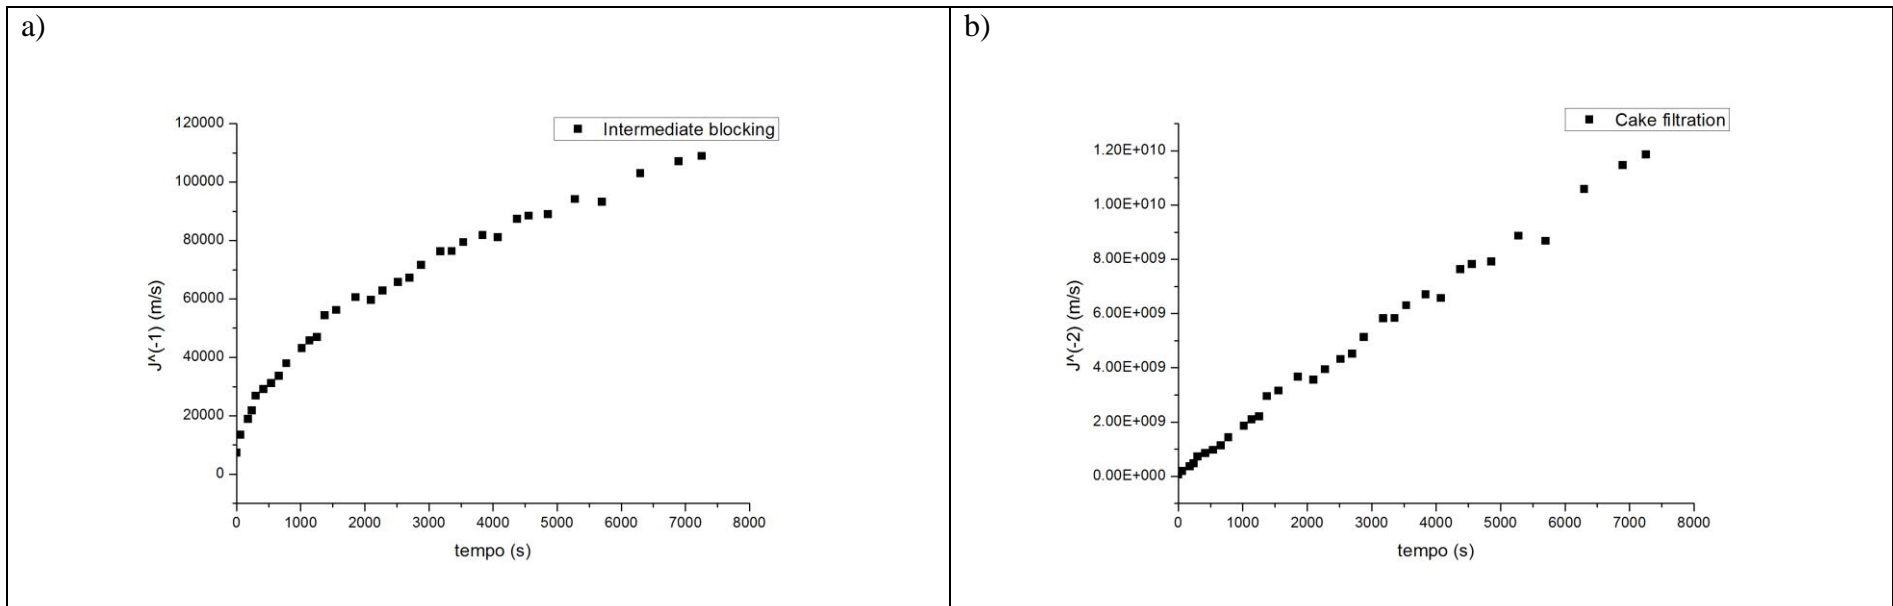 a)
Intermediate blocking
120000
100000
80000
60000
40000
20000
0
J^(-1) (m/s)
0 1000 2000 3000 4000 5000 6000 7000 8000
tempo (s)
b)
Cake filtration
1.20E+010
1.00E+010
8.00E+009
6.00E+009
4.00E+009
2.00E+009
0.00E+000
J^(-2) (m/s)
0 1000 2000 3000 4000 5000 6000 7000 8000
tempo (s)